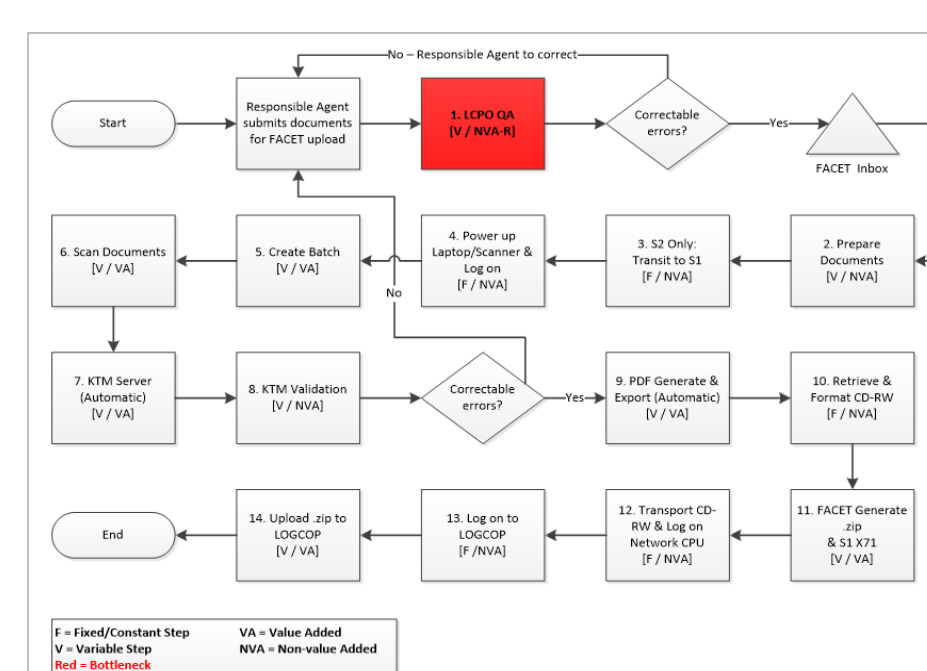 No – Responsible Agent to correct
Start
Responsible Agent
submits documents
for FACET upload
1. LCPO QA
[V / NVA-R]
Correctable
errors?
Yes
FACET Inbox
6. Scan Documents
[V / VA]
5. Create Batch
[V / VA]
4. Power up
Laptop/Scanner &
Log on
[F / NVA]
3. S2 Only:
Transit to S1
[F / NVA]
2. Prepare
Documents
[V / NVA]
No
7. KTM Server
(Automatic)
[V / VA]
8. KTM Validation
[V / NVA]
Correctable
errors?
Yes
9. PDF Generate &
Export (Automatic)
[V / VA]
10. Retrieve &
Format CD-RW
[F / NVA]
End
14. Upload .zip to
LOGCOP
[V / VA]
13. Log on to
LOGCOP
[F /NVA]
12. Transport CD-
RW & Log on
Network CPU
[F / NVA]
11. FACET Generate
.zip
& S1 X71
[V / VA]
F = Fixed/Constant Step
VA = Value Added
V = Variable Step
NVA = Non-value Added
Red = Bottleneck